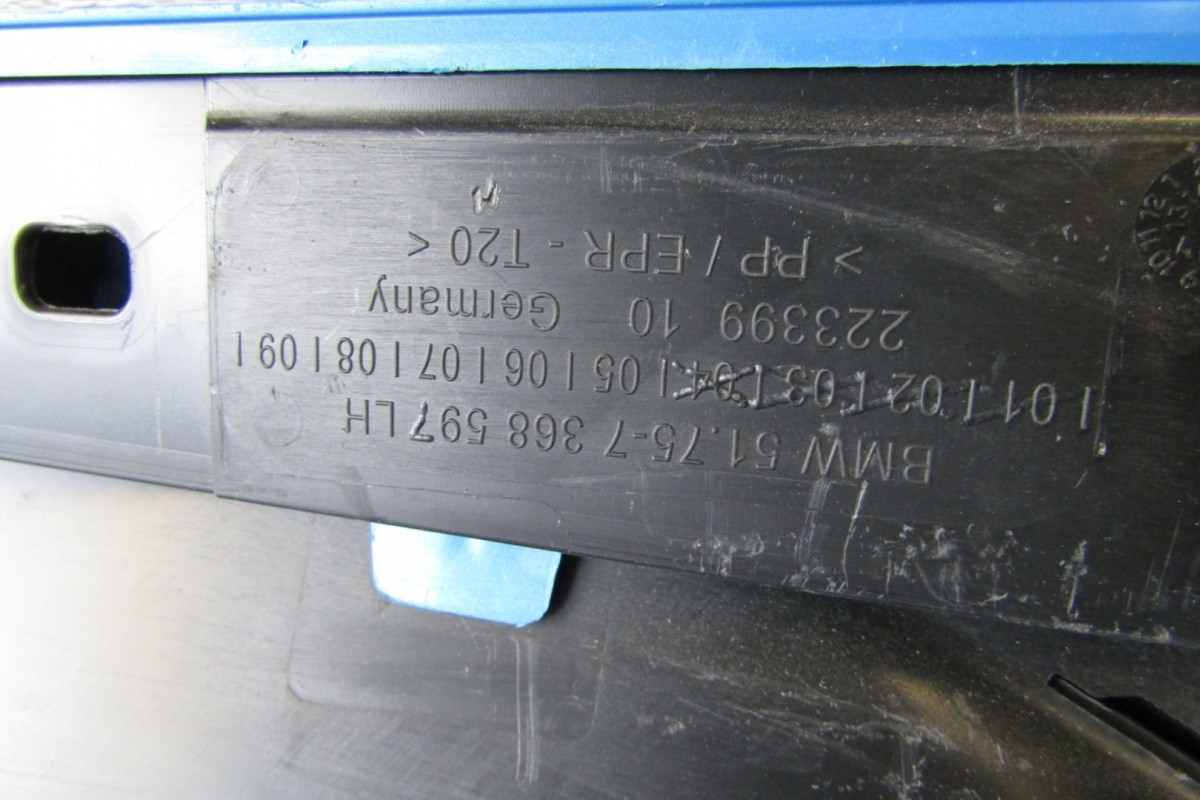 BMW 51.75-7 368 597 LH
| 01 | 02 | 03 | 04 | 05 | 06 | 07 | 08 | 09 |
223399 10 Germany
> PP / EPR - T20 <